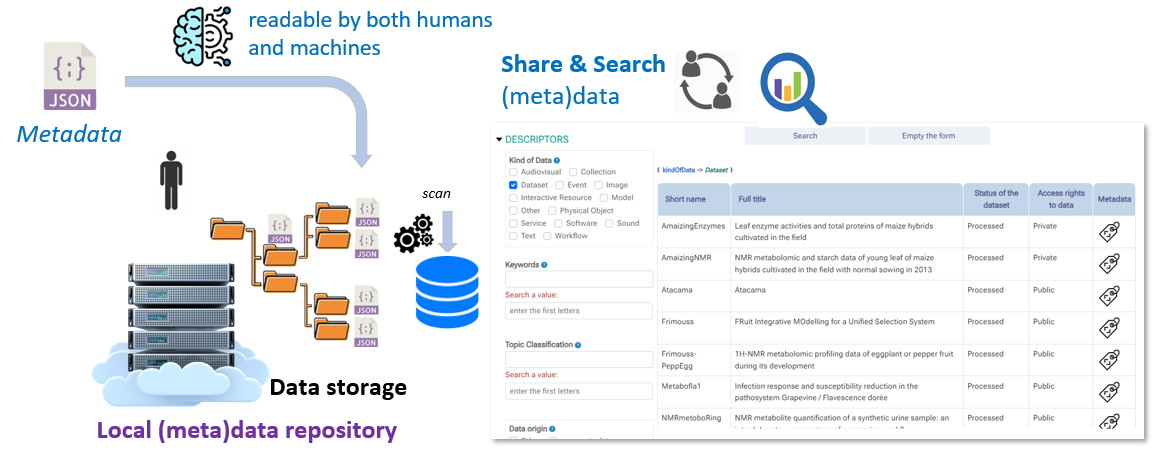 readable by both humans
and machines
{;}
JSON
Metadata
scan
{;}
JSON
{;}
JSON
{;}
JSON
{;}
JSON
{;}
JSON
Data storage
Local (meta)data repository
Share & Search
(meta)data
DESCRIPTORS
Search
Empty the form
Kind of Data ?
Audiovisual Collection
Dataset Event Image
Interactive Resource Model
Other Physical Object
Service Software Sound
Text Workflow
Keywords ?
Search a value:
enter the first letters
Topic Classification ?
Search a value:
enter the first letters
Data origin ?
( kindOfData -> Dataset )
Short name Full title Status of the dataset Access rights to data Metadata
AmaizingEnzymes Leaf enzyme activities and total proteins of maize hybrids Processed Private
cultivated in the field
AmaizingNMR NMR metabolomic and starch data of young leaf of maize Processed Private
hybrids cultivated in the field with normal sowing in 2013
Atacama Atacama Processed Public
Frimouss FRuit Integrative MOdelling for a Unified Selection System Processed Public
Frimouss-PeppEgg 1H-NMR metabolomic profiling data of eggplant or pepper fruit Processed Public
during its development
Metabofla1 Infection response and susceptibility reduction in the Processed Public
pathosystem Grapevine / Flavescence dorée
NMRmetoboRing NMR metabolite quantification of a synthetic urine sample: an Processed Public